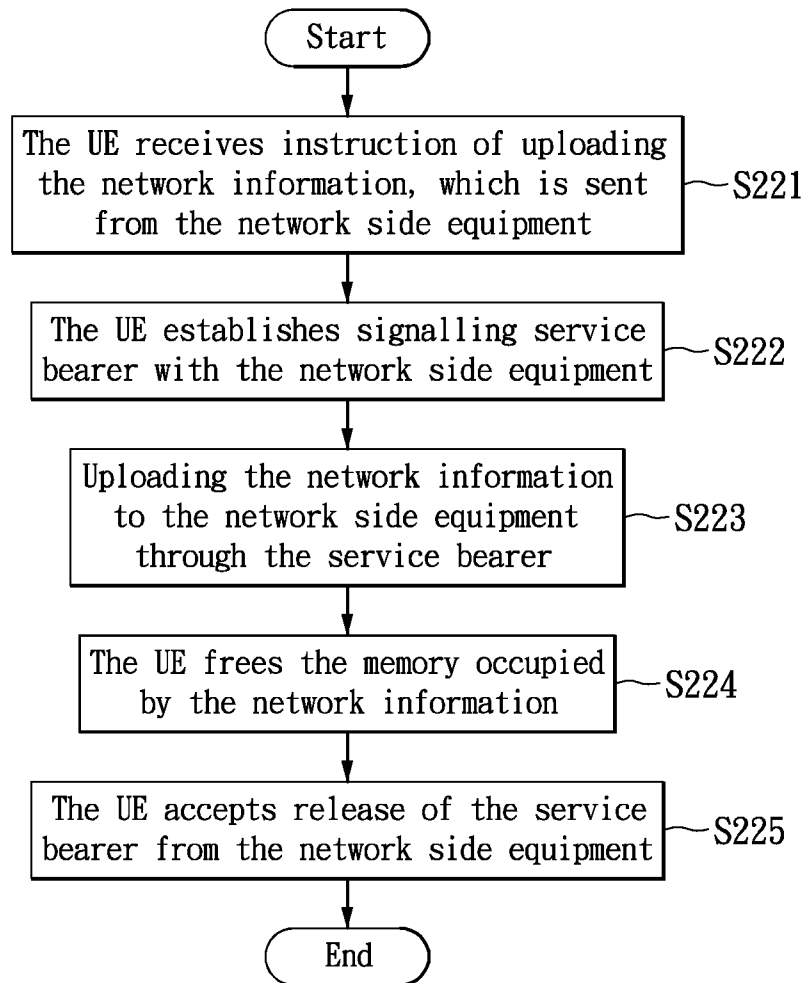 Start
The UE receives instruction of uploading
the network information, which is sent
from the network side equipment
S221
The UE establishes signalling service
bearer with the network side equipment
S222
Uploading the network information
to the network side equipment
through the service bearer
S223
The UE frees the memory occupied
by the network information
S224
The UE accepts release of the service
bearer from the network side equipment
S225
End